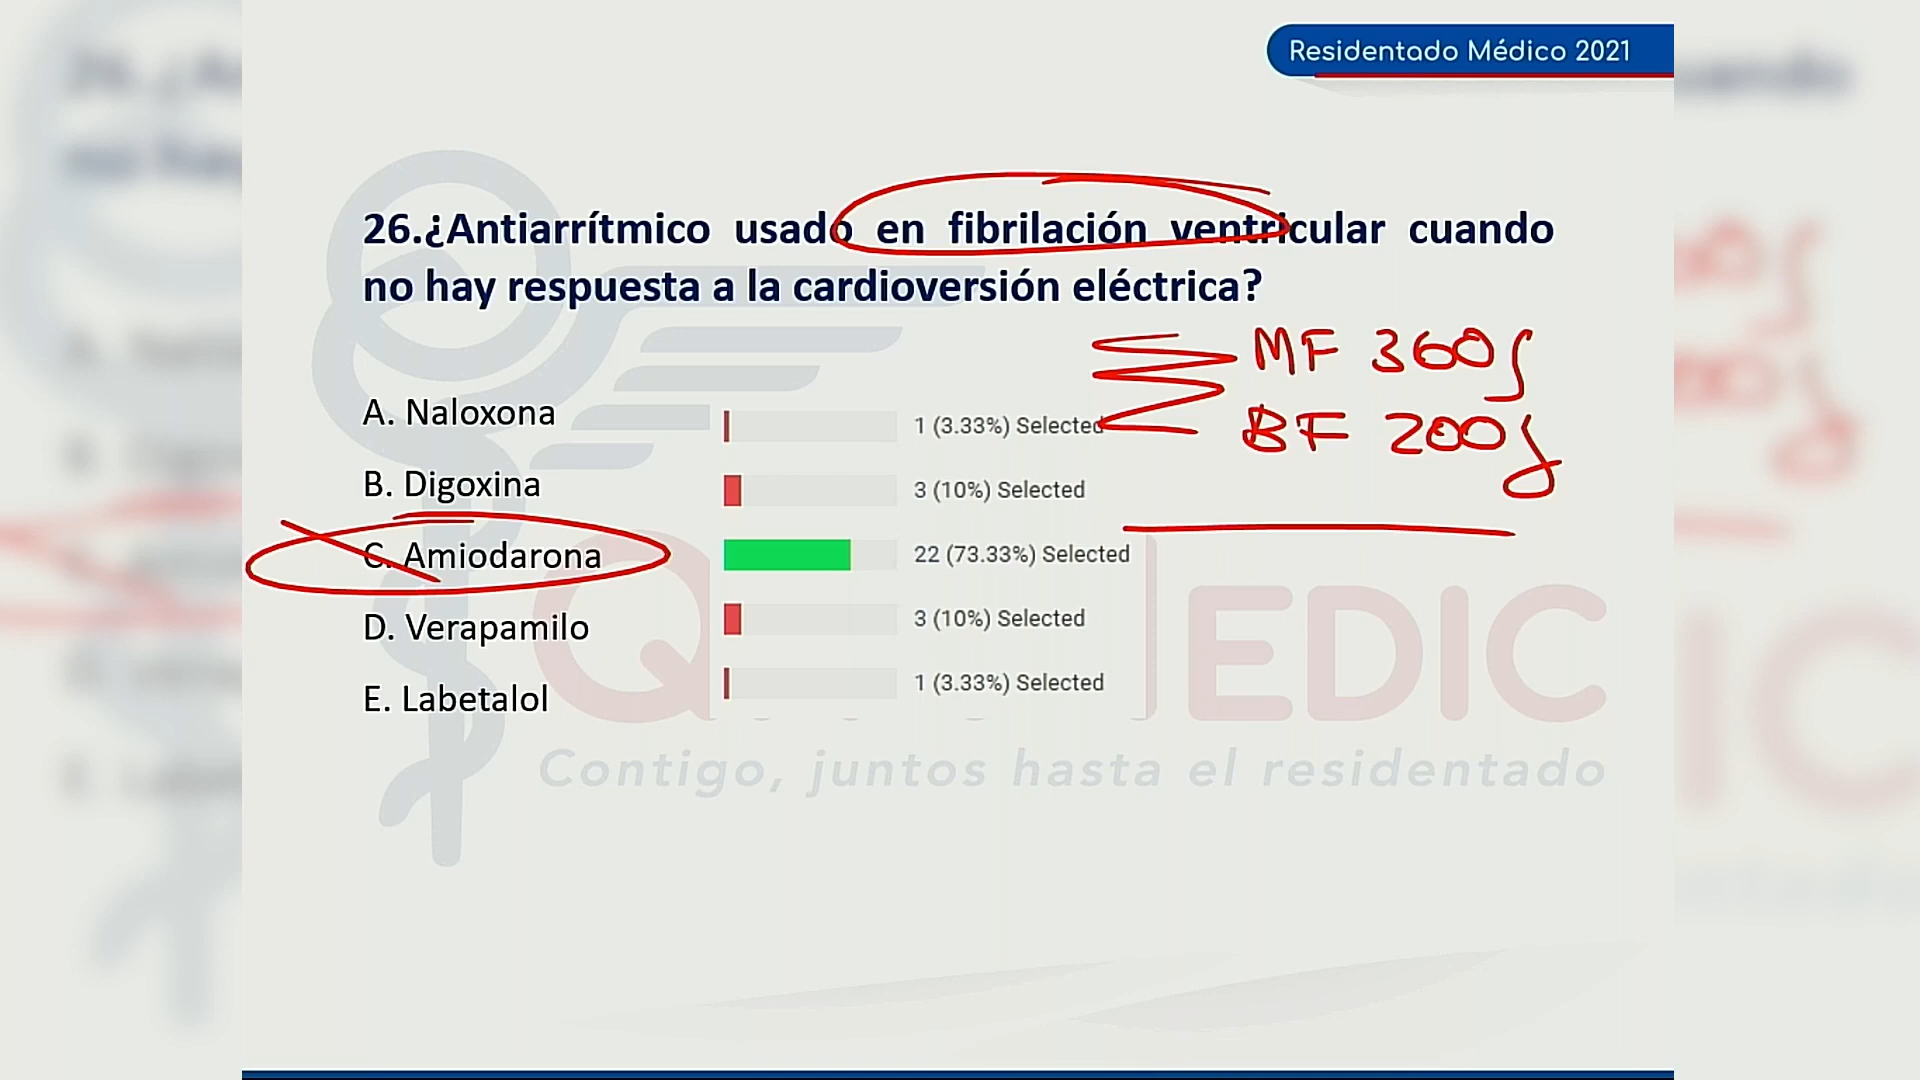 Residentado Médico 2021
26.¿Antiarrítmico usado en fibrilación ventricular cuando
no hay respuesta a la cardioversión eléctrica?
MF 360J
BF 200J
A. Naloxona
1 (3.33%) Selected
B. Digoxina
3 (10%) Selected
C. Amiodarona
22 (73.33%) Selected
D. Verapamilo
3 (10%) Selected
E. Labetalol
1 (3.33%) Selected
EDIC
Contigo, juntos hasta el residentado